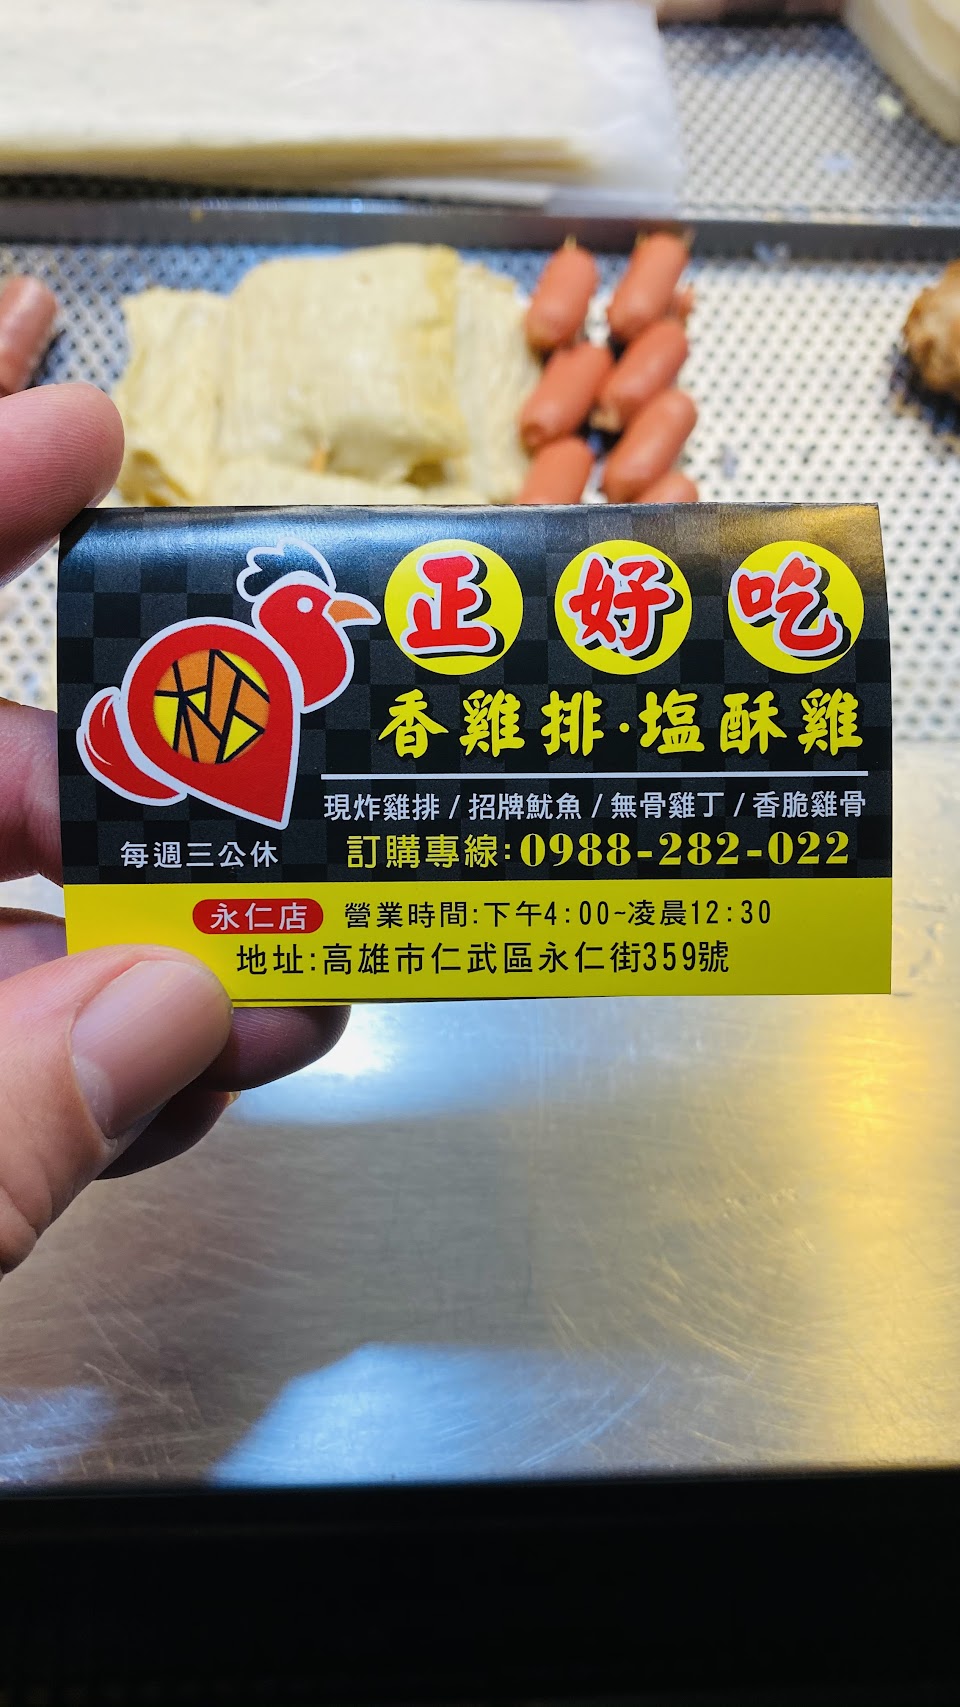 正好吃
香雞排·塩酥雞
現炸雞排/招牌魷魚/無骨雞丁/香脆雞骨
每週三公休
訂購專線:0988-282-022
永仁店 營業時間:下午4:00~凌晨12:30
地址:高雄市仁武區永仁街359號